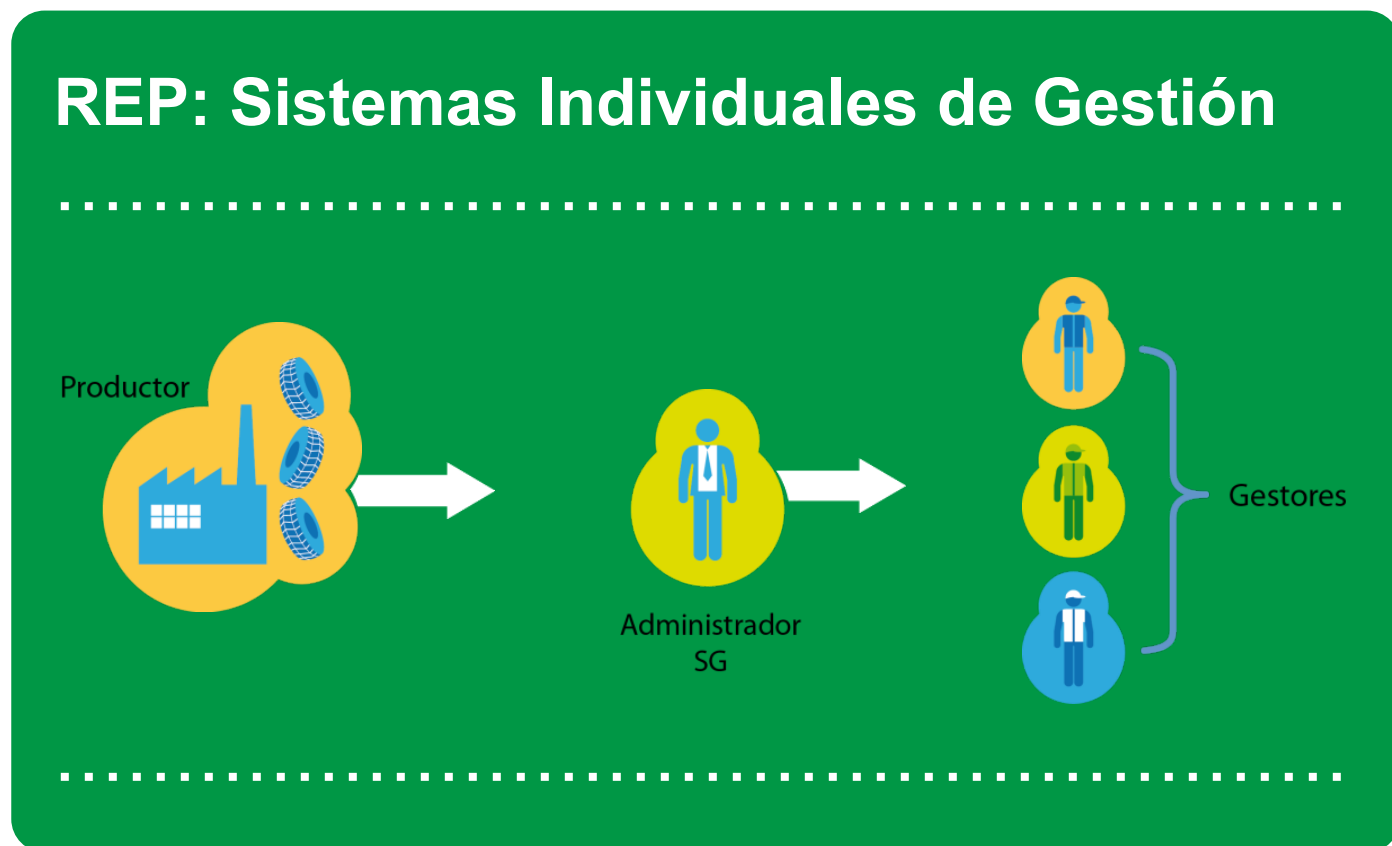 REP: Sistemas Individuales de Gestión
Productor
Administrador
SG
Gestores